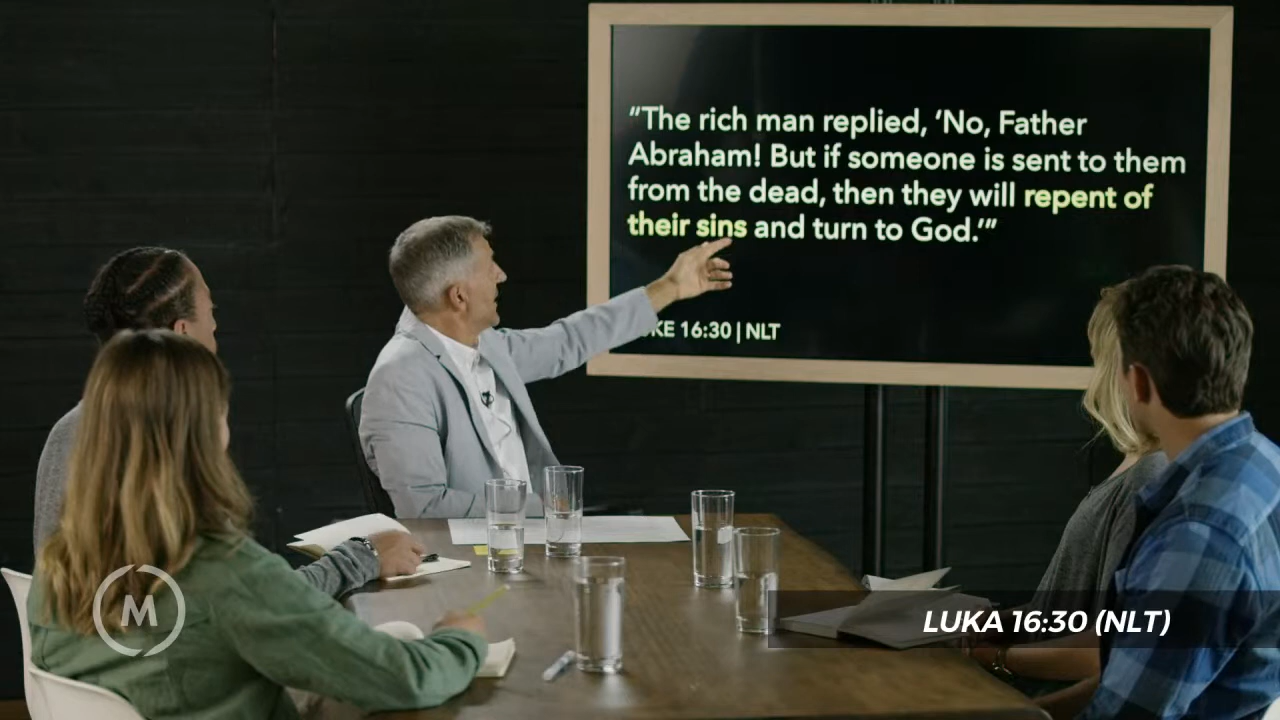 “The rich man replied, ‘No, Father
Abraham! But if someone is sent to them
from the dead, then they will repent of
their sins and turn to God.’”
KE 16:30 | NLT
M
LUKA 16:30 (NLT)